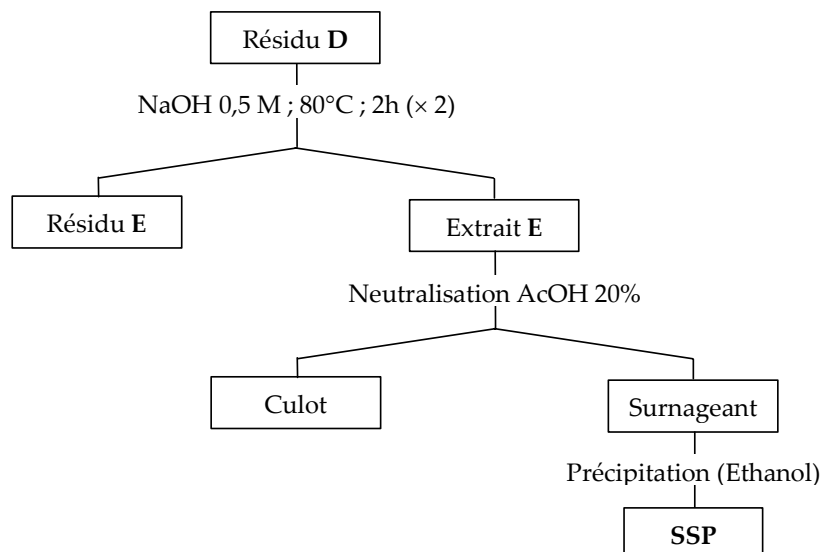 Résidu D
NaOH 0,5 M ; 80°C ; 2h (× 2)
Résidu E
Extrait E
Neutralisation AcOH 20%
Culot
Surnageant
Précipitation (Ethanol)
SSP